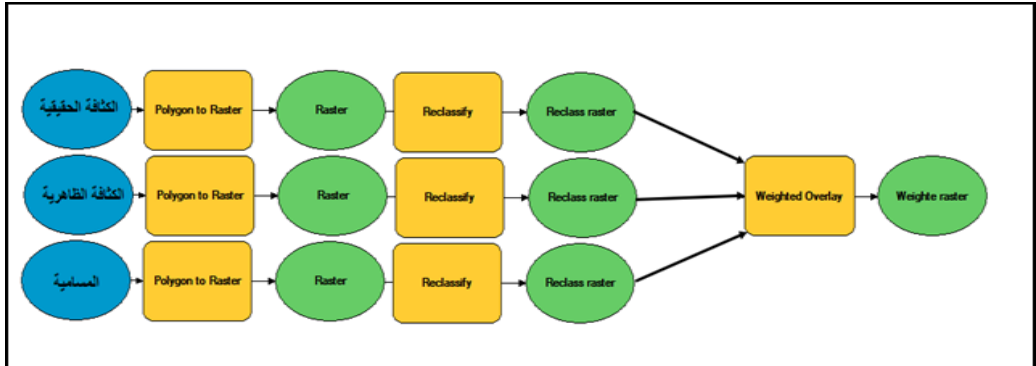 الكثافة الحقيقية
Polygon to Raster
Raster
Reclassify
Reclass raster
الكثافة الظاهرية
Polygon to Raster
Raster
Reclassify
Reclass raster
Weighted Overlay
Weighte raster
المسامية
Polygon to Raster
Raster
Reclassify
Reclass raster